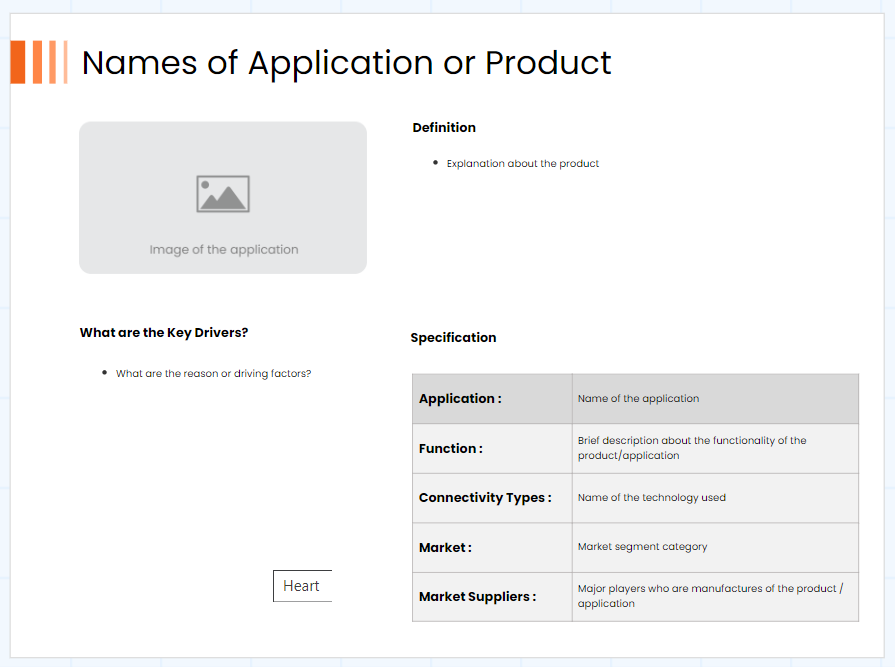 Names of Application or Product
Image of the application
Definition
• Explanation about the product
What are the Key Drivers?
• What are the reason or driving factors?
Heart
Specification
Application :
Name of the application
Function :
Brief description about the functionality of the
product/application
Connectivity Types :
Name of the technology used
Market :
Market segment category
Market Suppliers :
Major players who are manufactures of the product /
application